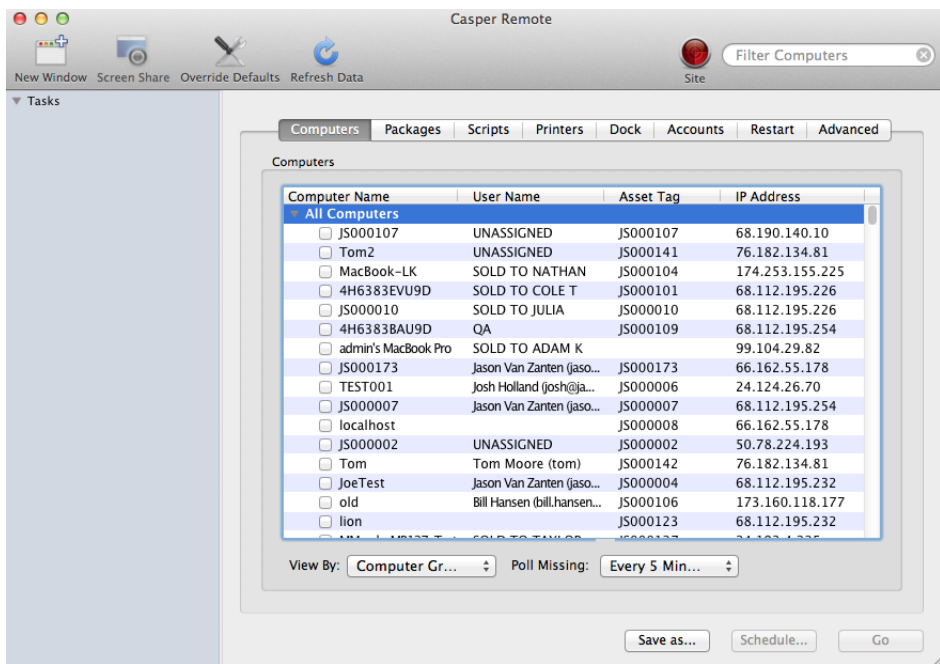 Casper Remote
New Window Screen Share Override Defaults Refresh Data Site Filter Computers
Tasks
Computers Packages Scripts Printers Dock Accounts Restart Advanced
Computers
Computer Name User Name Asset Tag IP Address
All Computers
JS000107 UNASSIGNED JS000107 68.190.140.10
Tom2 UNASSIGNED JS000141 76.182.134.81
MacBook-LK SOLD TO NATHAN JS000104 174.253.155.225
4H6383EVU9D SOLD TO COLE T JS000101 68.112.195.226
JS000010 SOLD TO JULIA JS000010 68.112.195.226
4H6383BAU9D QA JS000109 68.112.195.254
admin's MacBook Pro SOLD TO ADAM K 99.104.29.82
JS000173 Jason Van Zanten (jaso... JS000173 66.162.55.178
TEST001 Josh Holland (josh@ja... JS000006 24.124.26.70
JS000007 Jason Van Zanten (jaso... JS000007 68.112.195.254
localhost JS000008 66.162.55.178
JS000002 UNASSIGNED JS000002 50.78.224.193
Tom Tom Moore (tom) JS000142 76.182.134.81
JoeTest Jason Van Zanten (jaso... JS000004 68.112.195.232
old Bill Hansen (bill.hansen... JS000106 173.160.118.177
lion JS000123 68.112.195.232
SOLD TO TAYLOR
View By: Computer Gr... Poll Missing: Every 5 Min...
Save as... Schedule... Go